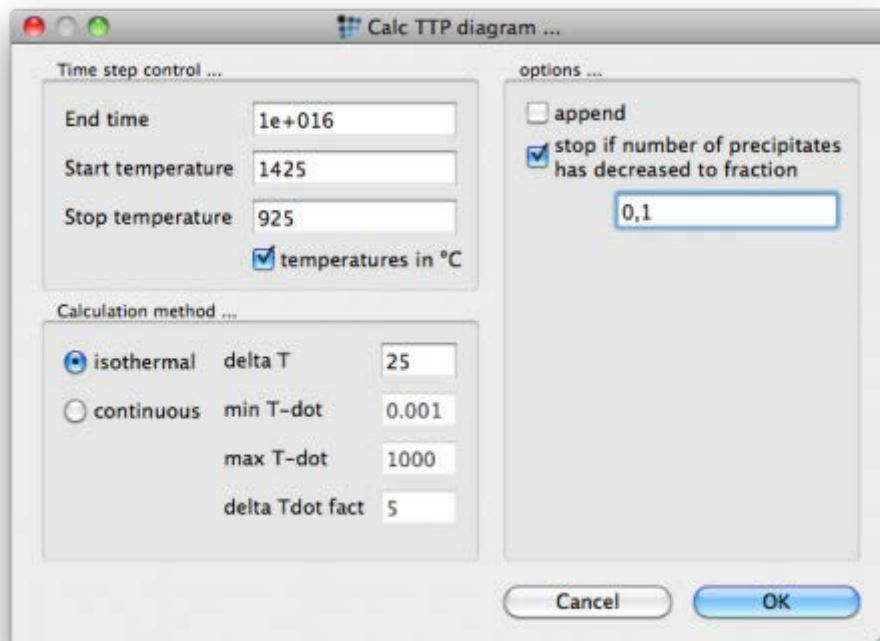 Calc TTP diagram ...
Time step control ...
End time 1e+016
Start temperature 1425
Stop temperature 925
temperatures in °C
Calculation method ...
isothermal delta T 25
continuous min T-dot 0.001
max T-dot 1000
delta Tdot fact 5
options ...
append
stop if number of precipitates
has decreased to fraction
0,1
Cancel OK